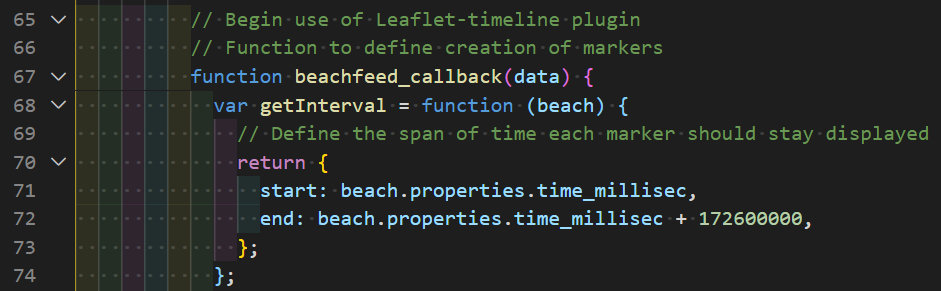 65 // Begin use of Leaflet-timeline plugin
66 // Function to define creation of markers
67 function beachfeed_callback(data) {
68 var getInterval = function (beach) {
69 // Define the span of time each marker should stay displayed
70 return {
71 start: beach.properties.time_millisec,
72 end: beach.properties.time_millisec + 172600000,
73 };
74 };